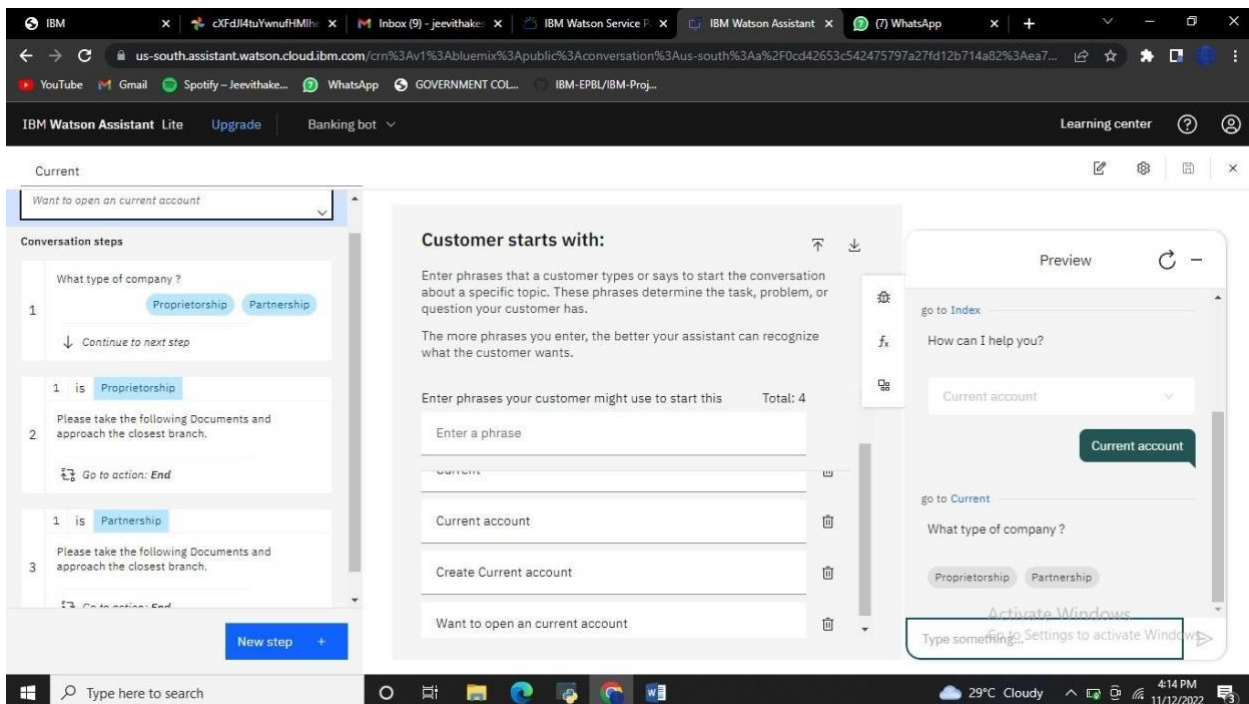 IBM
cXFdJl4tuYwnufHMlh
Inbox (9) - jeevithake
IBM Watson Service P
IBM Watson Assistant
(7) WhatsApp
us-south.assistant.watson.cloud.ibm.com/crn%3Av1%3Abluemix%3Apublic%3Aconversation%3Aus-south%3Aa%2F0cd42653c542475797a27fd12b714a82%3Aea7...
YouTube Gmail Spotify – Jeevithake... WhatsApp GOVERNMENT COL... IBM-EPBL/IBM-Proj...
IBM Watson Assistant Lite Upgrade Banking bot Learning center
Current
Want to open an current account
Conversation steps
1
What type of company ?
Proprietorship Partnership
Continue to next step
2
1 is Proprietorship
Please take the following Documents and
approach the closest branch.
Go to action: End
3
1 is Partnership
Please take the following Documents and
approach the closest branch.
Go to action: End
New step +
Customer starts with:
Enter phrases that a customer types or says to start the conversation
about a specific topic. These phrases determine the task, problem, or
question your customer has.
The more phrases you enter, the better your assistant can recognize
what the customer wants.
Enter phrases your customer might use to start this Total: 4
Enter a phrase
Current
Current account
Create Current account
Want to open an current account
fx
Preview
go to Index
How can I help you?
Current account
Current account
go to Current
What type of company ?
Proprietorship Partnership
Activate Windows
Go to Settings to activate Windows
Type something...
Type here to search
29°C Cloudy
4:14 PM
11/12/2022
3